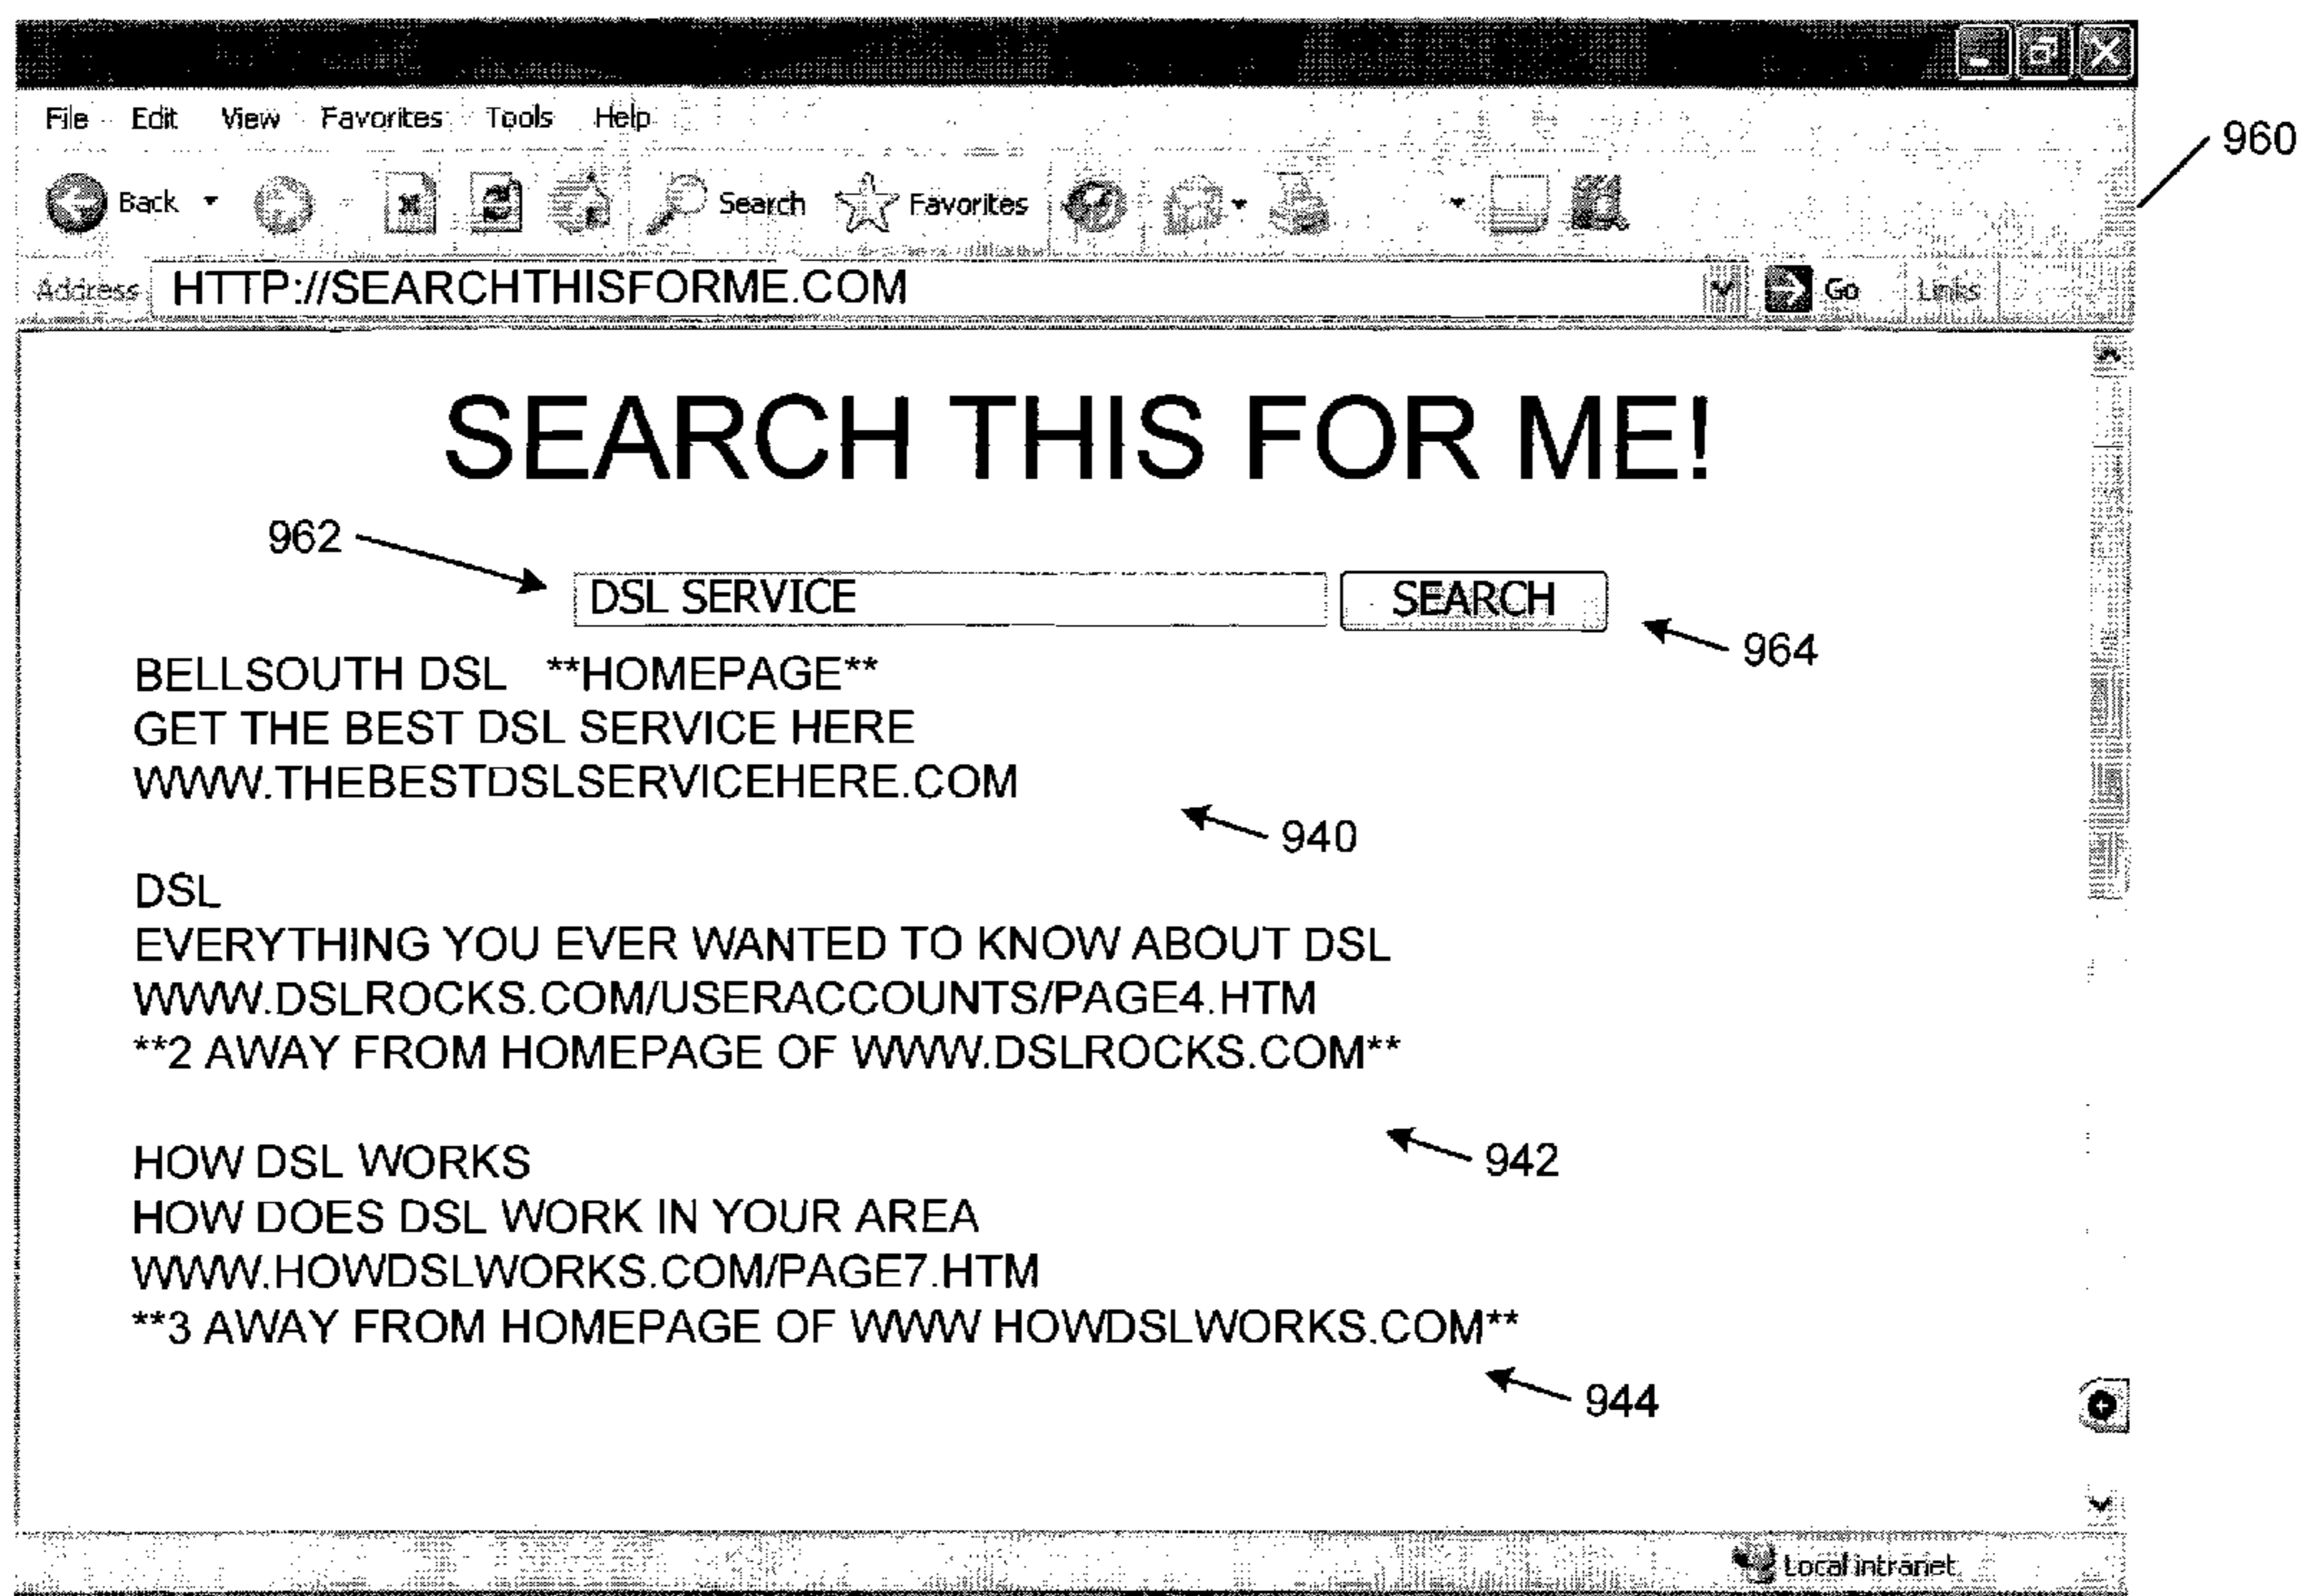 File Edit View Favorites Tools Help
960
Back Search Favorites
Address HTTP://SEARCHTHISFORME.COM Go Links
SEARCH THIS FOR ME!
962
DSL SERVICE SEARCH
964
BELLSOUTH DSL **HOMEPAGE**
GET THE BEST DSL SERVICE HERE
WWW.THEBESTDSLSERVICEHERE.COM
940
DSL
EVERYTHING YOU EVER WANTED TO KNOW ABOUT DSL
WWW.DSLROCKS.COM/USERACCOUNTS/PAGE4.HTM
**2 AWAY FROM HOMEPAGE OF WWW.DSLROCKS.COM**
942
HOW DSL WORKS
HOW DOES DSL WORK IN YOUR AREA
WWW.HOWDSLWORKS.COM/PAGE7.HTM
**3 AWAY FROM HOMEPAGE OF WWW HOWDSLWORKS.COM**
944
Local intranet